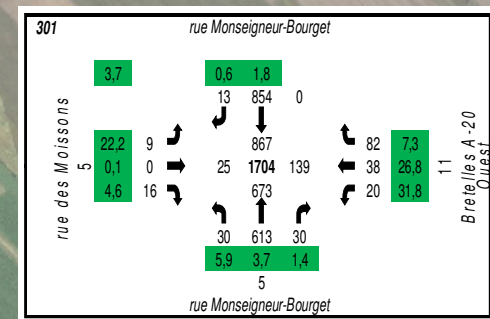 301 rue Monseigneur-Bourget
3,7 0,6 1,8
13 854 0
22,2 9 867 82 7,3
0,1 0 25 1704 139 38 26,8
4,6 16 673 20 31,8
rue des Moissons
5
11
Bretelles A-20
Ouest
30 613 30
5,9 3,7 1,4
5
rue Monseigneur-Bourget